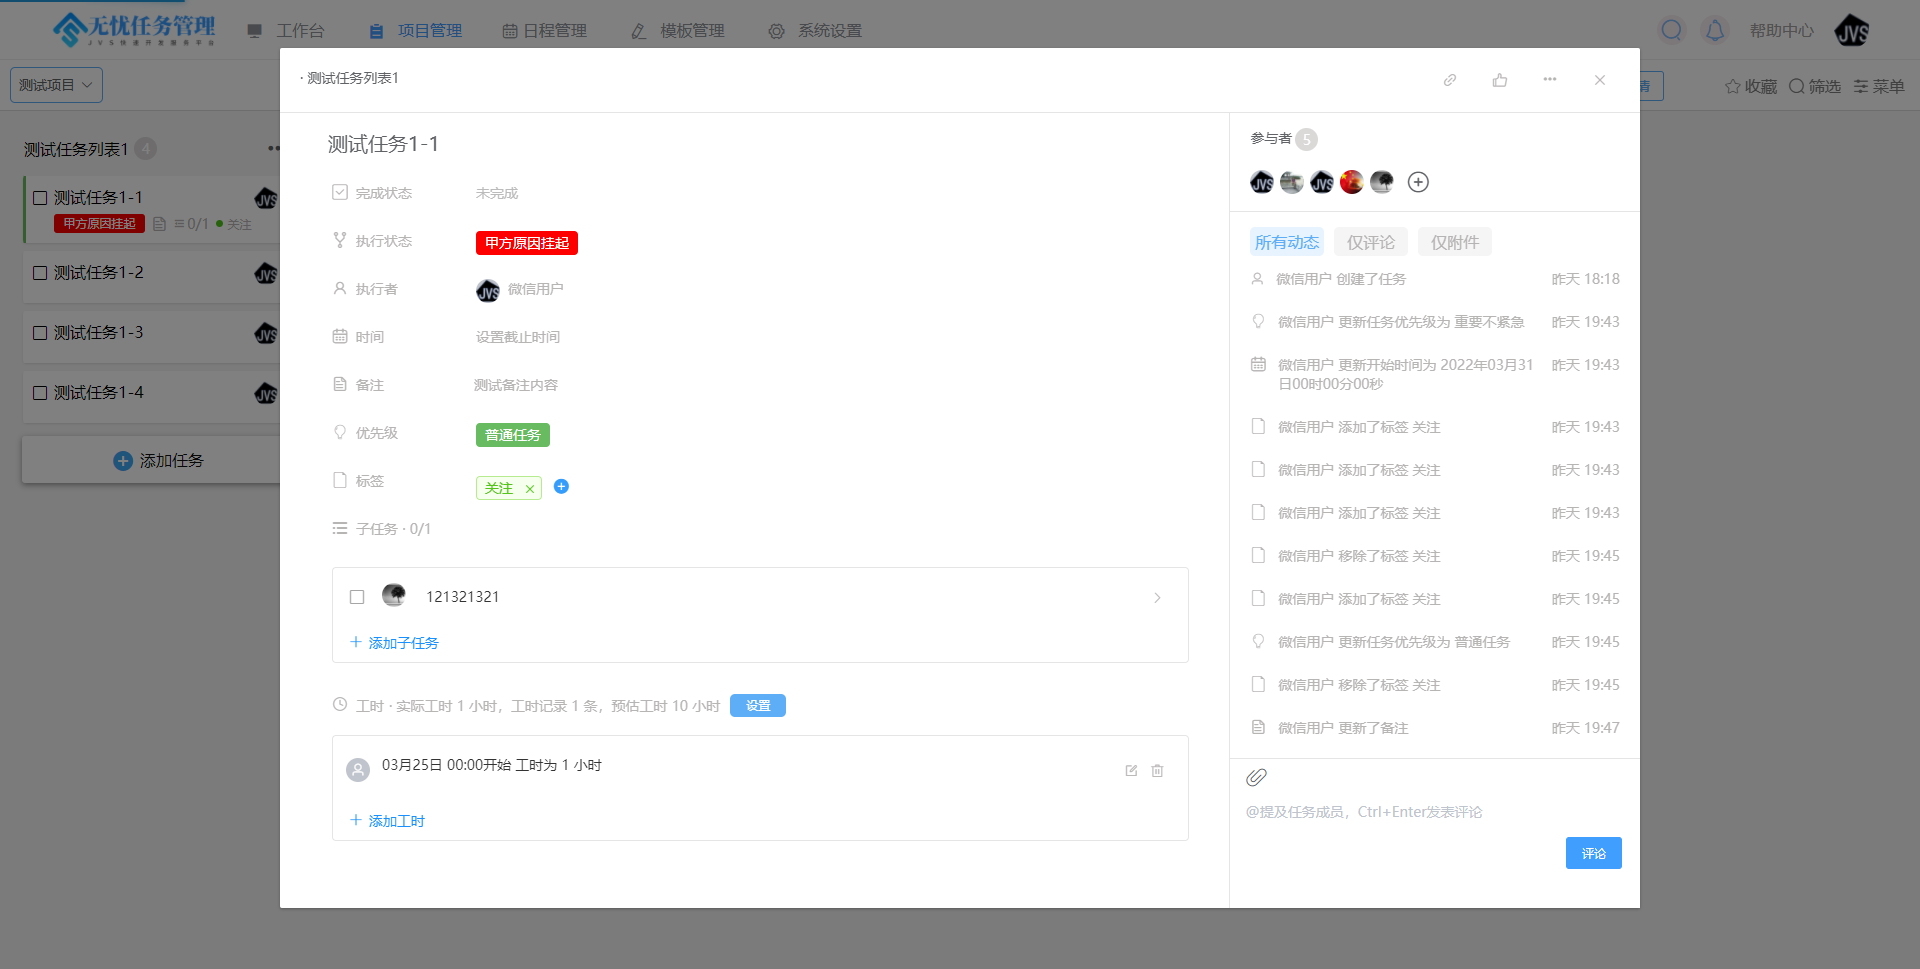 无忧任务管理
JVS快速开发服务平台
工作台
项目管理
日程管理
模板管理
系统设置
帮助中心
JVS
测试项目
情
收藏
筛选
菜单
测试任务列表1 4
测试任务1-1
JVS
甲方原因挂起
0/1
关注
测试任务1-2
JVS
测试任务1-3
JVS
测试任务1-4
JVS
添加任务
· 测试任务列表1
测试任务1-1
完成状态 未完成
执行状态 甲方原因挂起
执行者 JVS 微信用户
时间 设置截止时间
备注 测试备注内容
优先级 普通任务
标签 关注
子任务 · 0/1
121321321
添加子任务
工时 · 实际工时 1 小时，工时记录 1 条，预估工时 10 小时 设置
03月25日 00:00开始 工时为 1 小时
添加工时
参与者 5
JVS JVS
所有动态 仅评论 仅附件
微信用户 创建了任务 昨天 18:18
微信用户 更新任务优先级为 重要不紧急 昨天 19:43
微信用户 更新开始时间为 2022年03月31 昨天 19:43
日00时00分00秒
微信用户 添加了标签 关注 昨天 19:43
微信用户 添加了标签 关注 昨天 19:43
微信用户 添加了标签 关注 昨天 19:43
微信用户 移除了标签 关注 昨天 19:45
微信用户 添加了标签 关注 昨天 19:45
微信用户 更新任务优先级为 普通任务 昨天 19:45
微信用户 移除了标签 关注 昨天 19:45
微信用户 更新了备注 昨天 19:47
@提及任务成员，Ctrl+Enter发表评论
评论